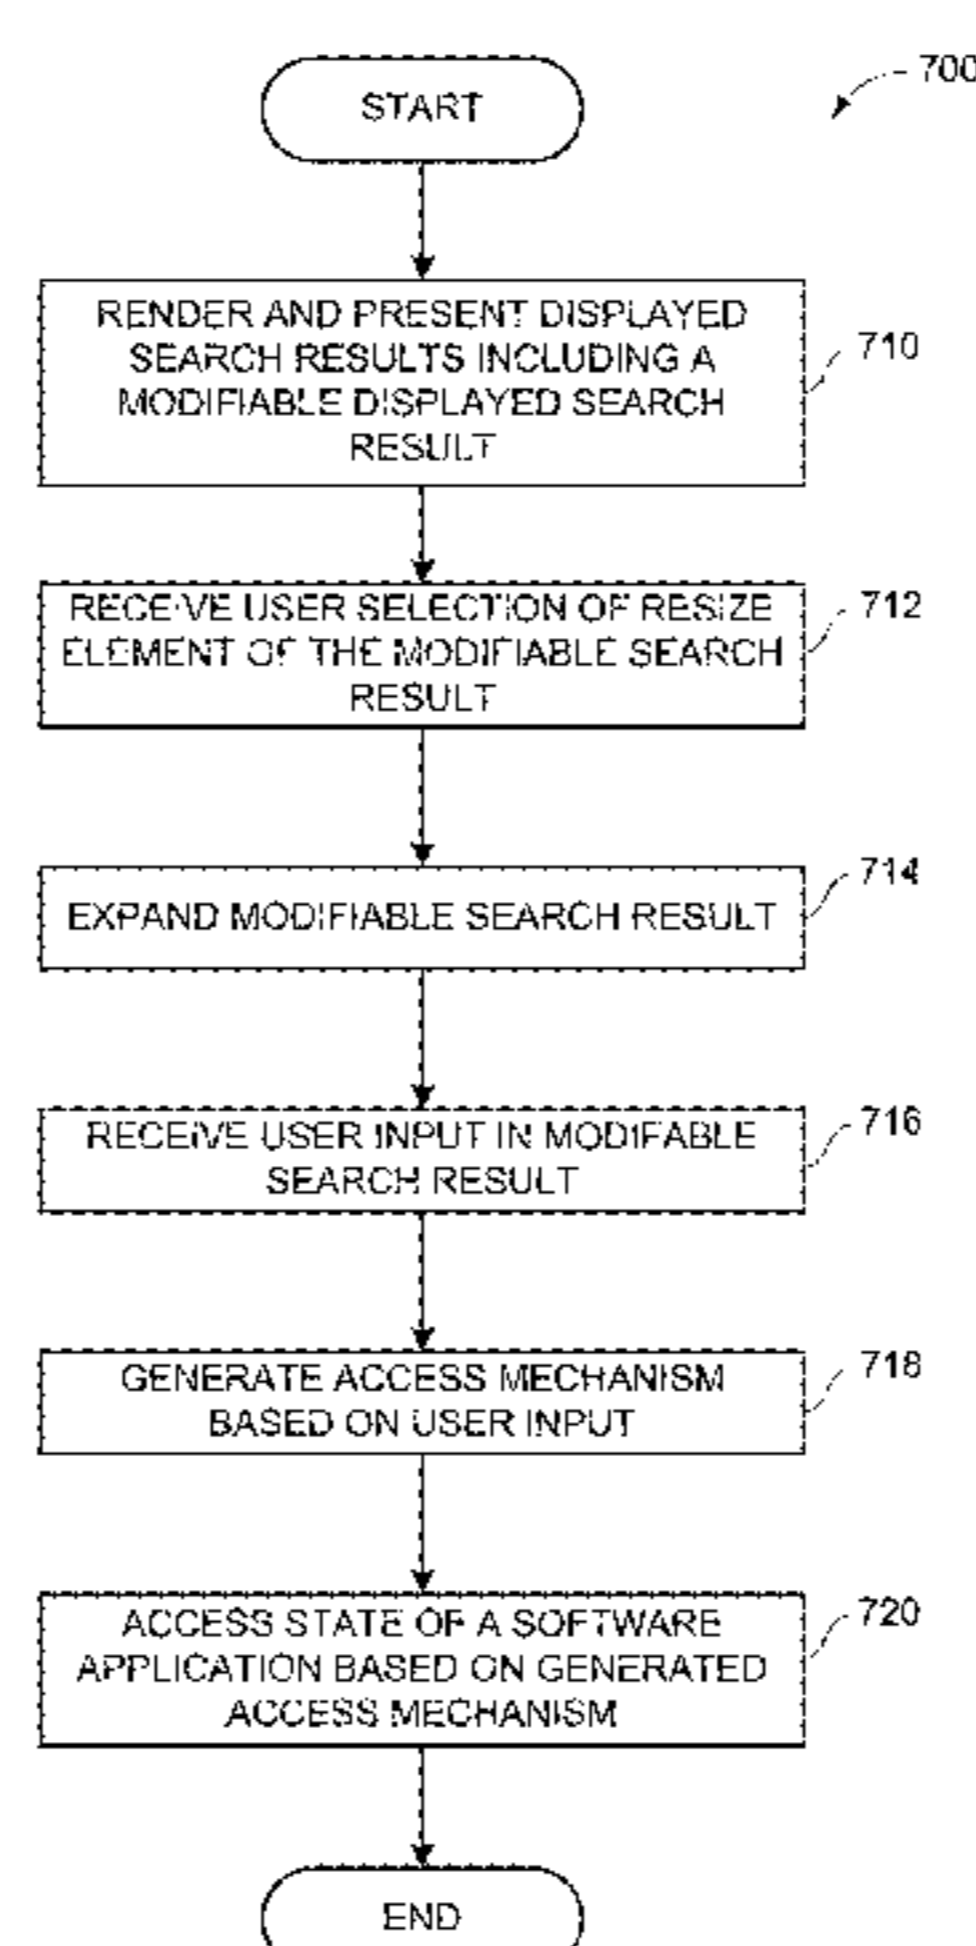 START
700
RENDER AND PRESENT DISPLAYED
SEARCH RESULTS INCLUDING A
MODIFIABLE DISPLAYED SEARCH
RESULT
710
RECEIVE USER SELECTION OF RESIZE
ELEMENT OF THE MODIFIABLE SEARCH
RESULT
712
EXPAND MODIFIABLE SEARCH RESULT
714
RECEIVE USER INPUT IN MODIFABLE
SEARCH RESULT
716
GENERATE ACCESS MECHANISM
BASED ON USER INPUT
718
ACCESS STATE OF A SOFTWARE
APPLICATION BASED ON GENERATED
ACCESS MECHANISM
720
END